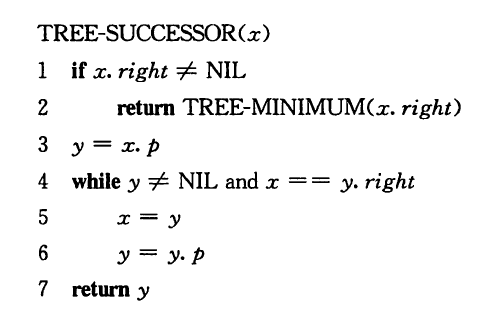 TREE-SUCCESSOR(x)
1 if x. right ≠ NIL
2 return TREE-MINIMUM(x. right)
3 y = x. p
4 while y ≠ NIL and x == y. right
5 x = y
6 y = y. p
7 return y